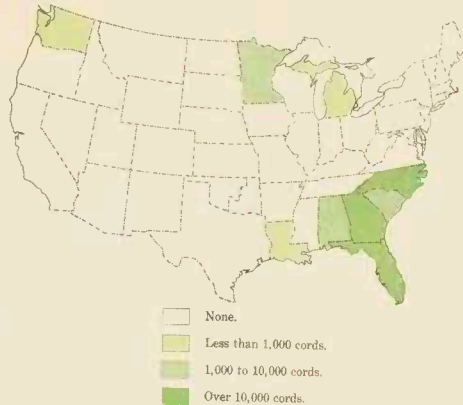 None.
Less than 1,000 cords.
1,000 to 10,000 cords.
Over 10,000 cords.